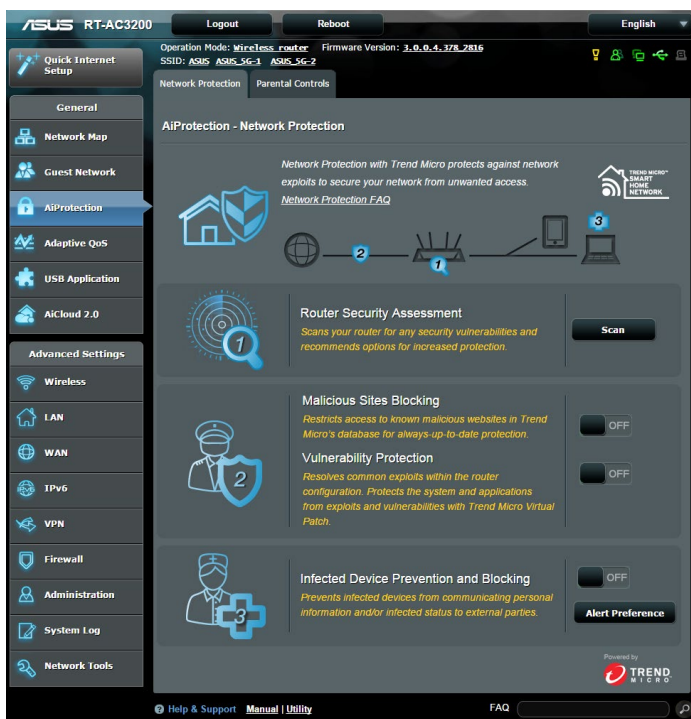 ASUS RT-AC3200
Logout
Reboot
English
Quick Internet
Setup
Operation Mode: Wireless router Firmware Version: 3.0.0.4.378_2816
SSID: ASUS ASUS_5G-1 ASUS_5G-2
Network Protection
Parental Controls
General
Network Map
Guest Network
AiProtection
Adaptive QoS
USB Application
AiCloud 2.0
Advanced Settings
Wireless
LAN
WAN
IPv6
VPN
Firewall
Administration
System Log
Network Tools
AiProtection - Network Protection
Network Protection with Trend Micro protects against network
exploits to secure your network from unwanted access.
Network Protection FAQ
TREND MICRO™
SMART
HOME
NETWORK
2
1
3
1
Router Security Assessment
Scans your router for any security vulnerabilities and
recommends options for increased protection.
Scan
2
Malicious Sites Blocking
Restricts access to known malicious websites in Trend
Micro's database for always-up-to-date protection.
OFF
Vulnerability Protection
Resolves common exploits within the router
configuration. Protects the system and applications
from exploits and vulnerabilities with Trend Micro Virtual
Patch.
OFF
3
Infected Device Prevention and Blocking
Prevents infected devices from communicating personal
information and/or infected status to external parties.
OFF
Alert Preference
Powered by
TREND
MICRO
Help & Support Manual | Utility
FAQ